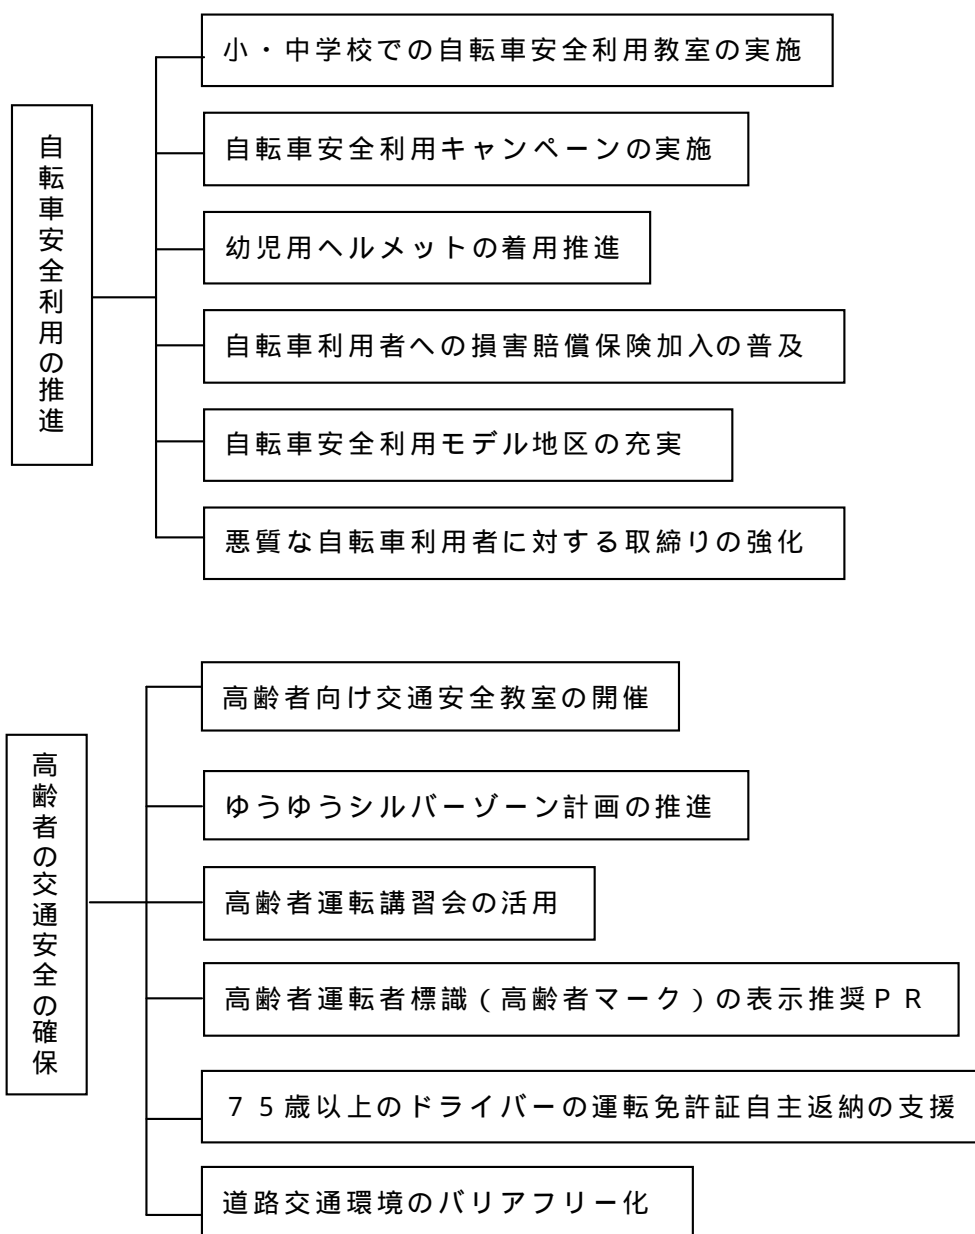 自転車安全利用の推進
小・中学校での自転車安全利用教室の実施
自転車安全利用キャンペーンの実施
幼児用ヘルメットの着用推進
自転車利用者への損害賠償保険加入の普及
自転車安全利用モデル地区の充実
悪質な自転車利用者に対する取締りの強化
高齢者の交通安全の確保
高齢者向け交通安全教室の開催
ゆうゆうシルバーゾーン計画の推進
高齢者運転講習会の活用
高齢者運転者標識(高齢者マーク)の表示推奨PR
75歳以上のドライバーの運転免許証自主返納の支援
道路交通環境のバリアフリー化